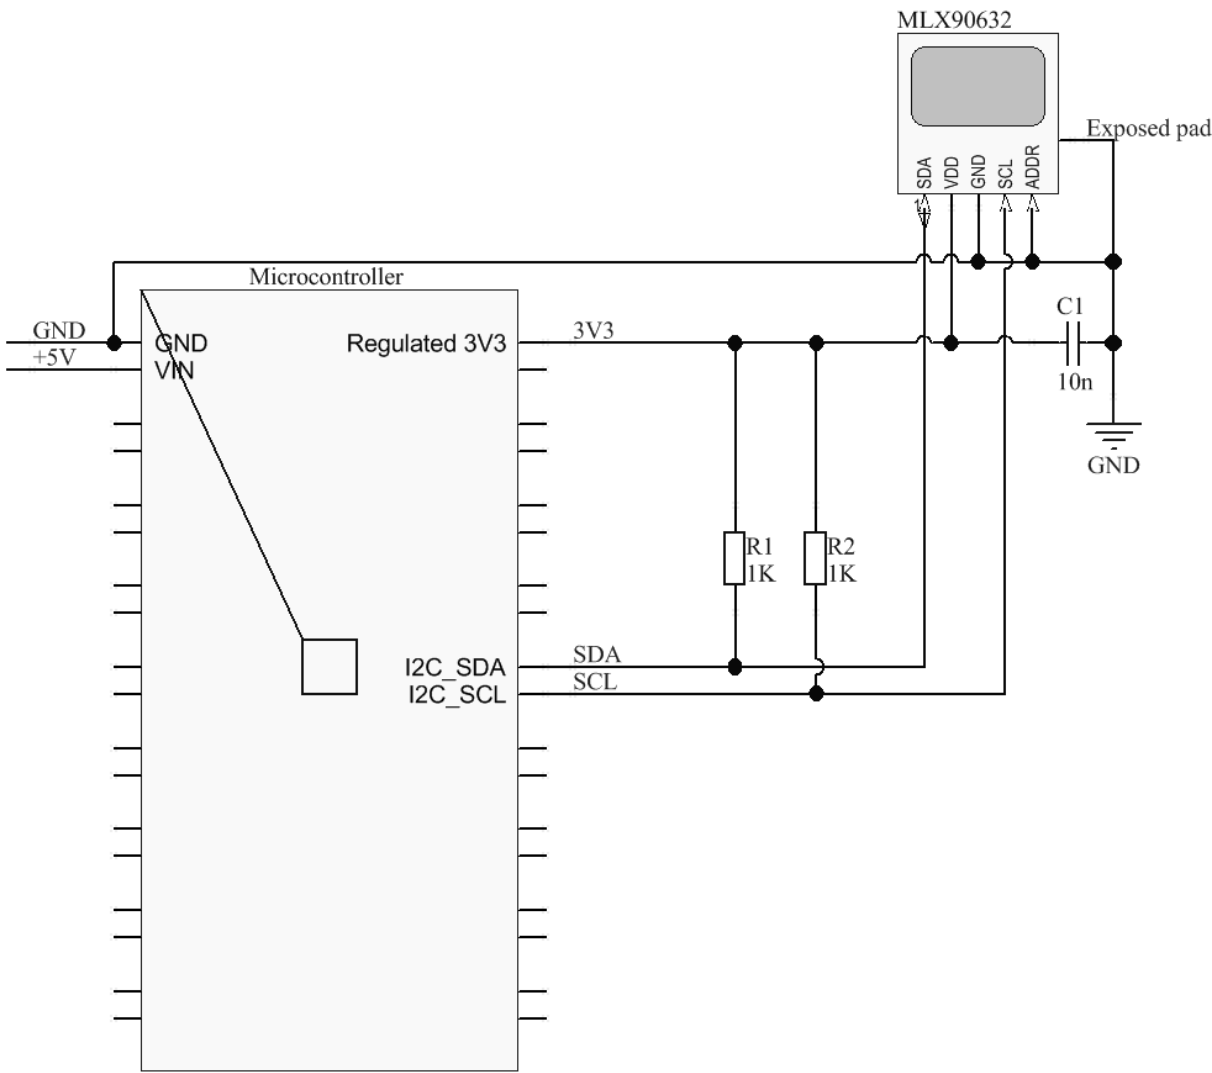 MLX90632
Exposed pad
SDA
VDD
GND
SCL
ADDR
1
Microcontroller
GND
+5V
GND
VIN
Regulated 3V3
3V3
C1
10n
GND
R1
1K
R2
1K
I2C_SDA
I2C_SCL
SDA
SCL